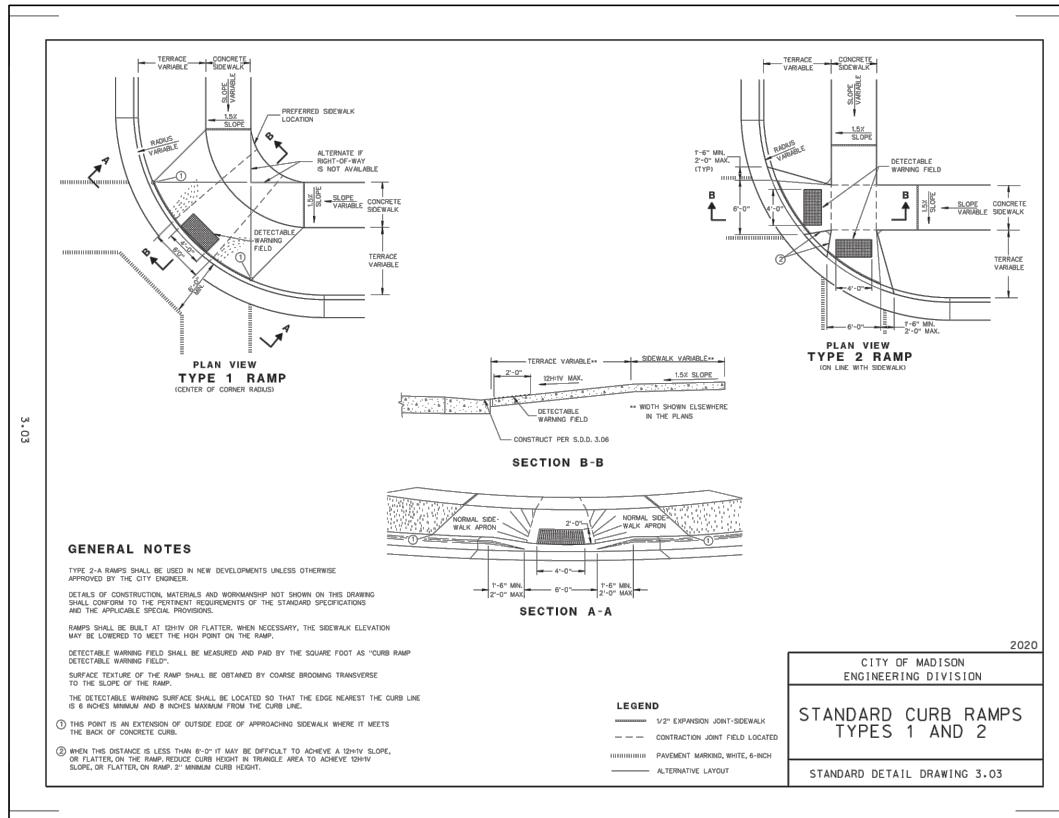 TERRACE
VARIABLE
CONCRETE
SIDEWALK
SLOPE
VARIABLE
1.5%
SLOPE
PREFERRED SIDEWALK
LOCATION
RADIUS
VARIABLE
A
B
ALTERNATE IF
RIGHT-OF-WAY
IS NOT AVAILABLE
1
1.5%
SLOPE
SLOPE
VARIABLE
CONCRETE
SIDEWALK
DETECTABLE
WARNING
FIELD
4'-0"
6'0"
B
1
TERRACE
VARIABLE
A
PLAN VIEW
TYPE 1 RAMP
(CENTER OF CORNER RADIUS)
TERRACE
VARIABLE
CONCRETE
SIDEWALK
SLOPE
VARIABLE
1.5%
SLOPE
RADIUS
VARIABLE
1'-6" MIN.
2'-0" MAX.
(TYP)
DETECTABLE
WARNING FIELD
B
6'-0"
4'-0"
B
1.5%
SLOPE
SLOPE
VARIABLE
CONCRETE
SIDEWALK
2
TERRACE
VARIABLE
4'-0"
6'-0"
1'-6" MIN.
2'-0" MAX.
PLAN VIEW
TYPE 2 RAMP
(ON LINE WITH SIDEWALK)
TERRACE VARIABLE**
SIDEWALK VARIABLE**
2'-0"
12H:1V MAX.
1.5% SLOPE
DETECTABLE
WARNING FIELD
** WIDTH SHOWN ELSEWHERE
IN THE PLANS
CONSTRUCT PER S.D.D. 3.06
SECTION B-B
NORMAL SIDE-
WALK APRON
2'-0"
NORMAL SIDE-
WALK APRON
1
1
4'-0"
1'-6" MIN.
2'-0" MAX
6'-0"
1'-6" MIN.
2'-0" MAX
SECTION A-A
3.03
GENERAL NOTES
TYPE 2-A RAMPS SHALL BE USED IN NEW DEVELOPMENTS UNLESS OTHERWISE
APPROVED BY THE CITY ENGINEER.
DETAILS OF CONSTRUCTION, MATERIALS AND WORKMANSHIP NOT SHOWN ON THIS DRAWING
SHALL CONFORM TO THE PERTINENT REQUIREMENTS OF THE STANDARD SPECIFICATIONS
AND THE APPLICABLE SPECIAL PROVISIONS.
RAMPS SHALL BE BUILT AT 12H:1V OR FLATTER. WHEN NECESSARY, THE SIDEWALK ELEVATION
MAY BE LOWERED TO MEET THE HIGH POINT ON THE RAMP.
DETECTABLE WARNING FIELD SHALL BE MEASURED AND PAID BY THE SQUARE FOOT AS "CURB RAMP
DETECTABLE WARNING FIELD".
SURFACE TEXTURE OF THE RAMP SHALL BE OBTAINED BY COARSE BROOMING TRANSVERSE
TO THE SLOPE OF THE RAMP.
THE DETECTABLE WARNING SURFACE SHALL BE LOCATED SO THAT THE EDGE NEAREST THE CURB LINE
IS 6 INCHES MINIMUM AND 8 INCHES MAXIMUM FROM THE CURB LINE.
1 THIS POINT IS AN EXTENSION OF OUTSIDE EDGE OF APPROACHING SIDEWALK WHERE IT MEETS
THE BACK OF CONCRETE CURB.
2 WHEN THIS DISTANCE IS LESS THAN 6'-0" IT MAY BE DIFFICULT TO ACHIEVE A 12H:1V SLOPE,
OR FLATTER, ON THE RAMP. REDUCE CURB HEIGHT IN TRIANGLE AREA TO ACHIEVE 12H:1V
SLOPE, OR FLATTER, ON RAMP. 2" MINIMUM CURB HEIGHT.
LEGEND
1/2" EXPANSION JOINT-SIDEWALK
CONTRACTION JOINT FIELD LOCATED
PAVEMENT MARKING, WHITE, 6-INCH
ALTERNATIVE LAYOUT
2020
CITY OF MADISON
ENGINEERING DIVISION
STANDARD CURB RAMPS
TYPES 1 AND 2
STANDARD DETAIL DRAWING 3.03